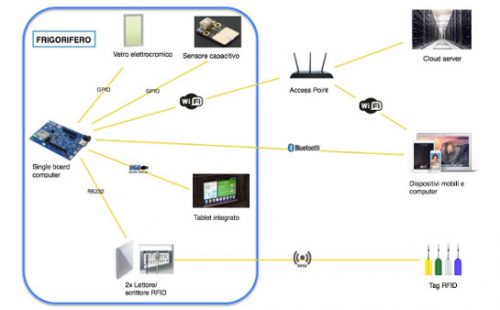 FRIGORIFERO
Vetro elettrocromico
Sensore capacitivo
Cloud server
GPIO
GPIO
WiFi
Access Point
WiFi
Single board
computer
Bluetooth
Dispositivi mobili e
computer
RS232
Tablet integrato
2x Lettore/
scrittore RFID
Tag RFID